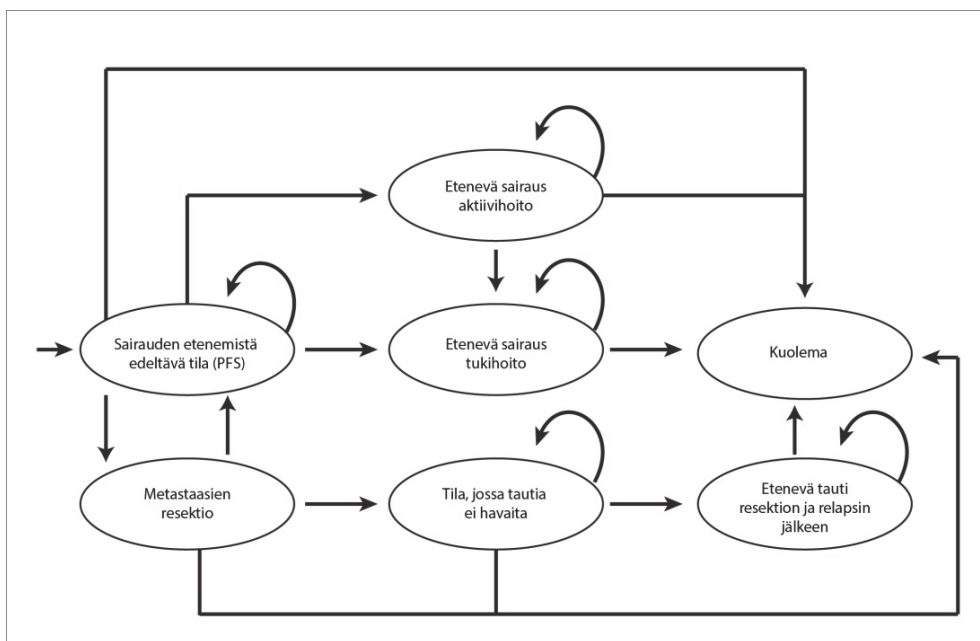 Etenevä sairaus
aktiivihoito
Sairauden etenemistä
edeltävä tila (PFS)
Etenevä sairaus
tukihoito
Kuolema
Metastaasien
resektio
Tila, jossa tautia
ei havaita
Etenevä tauti
resektion ja relapsin
jälkeen